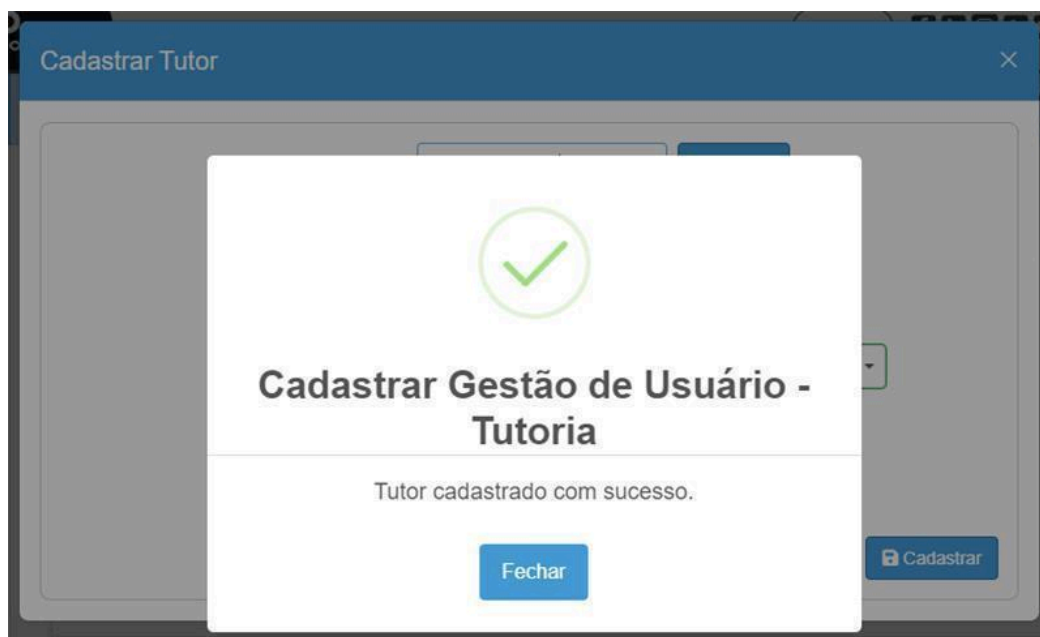 Cadastrar Tutor
Cadastrar Gestão de Usuário -
Tutoria
Tutor cadastrado com sucesso.
Fechar
Cadastrar